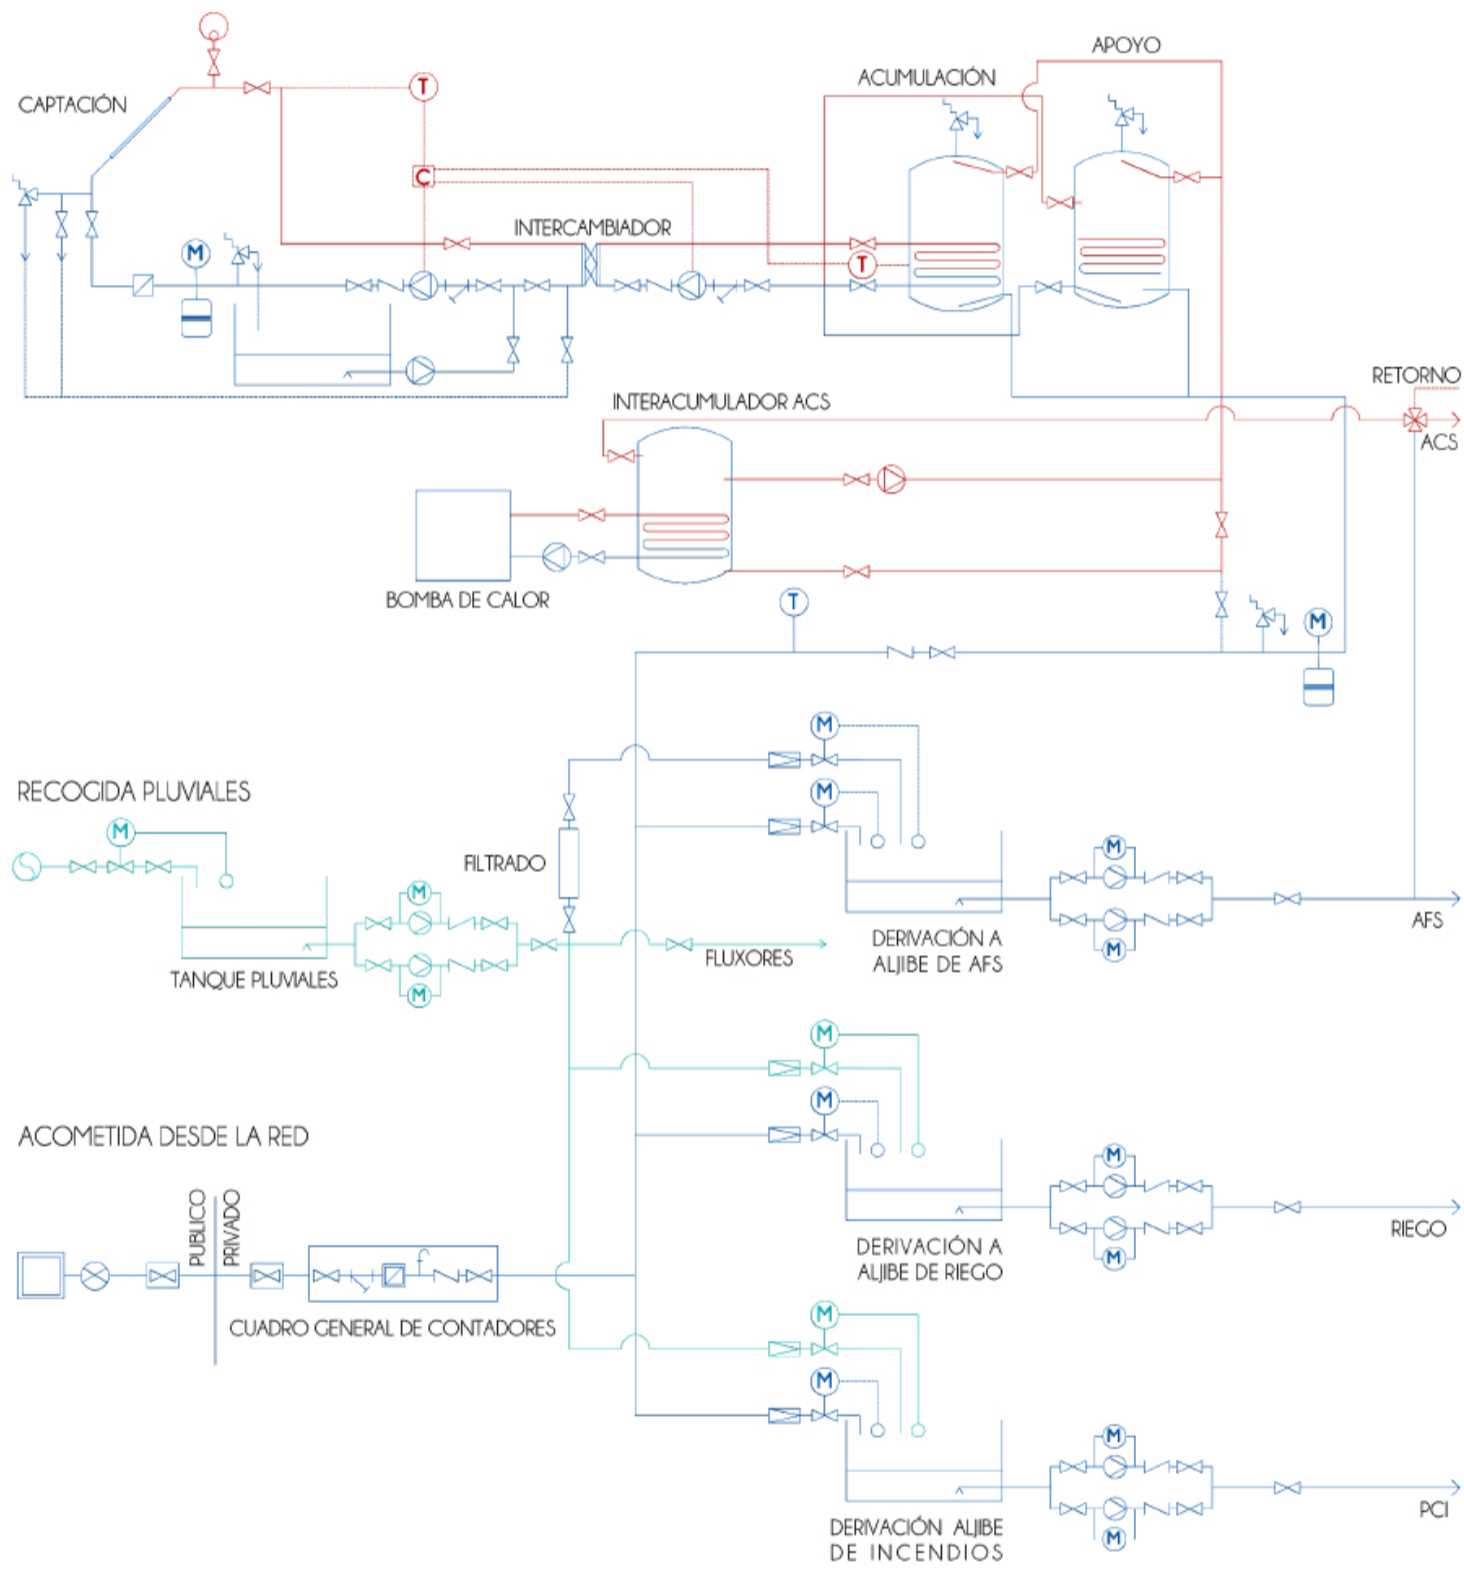 APOYO
ACUMULACIÓN
CAPTACIÓN
T
C
INTERCAMBIADOR
M
T
RETORNO
INTERACUMULADOR ACS
ACS
BOMBA DE CALOR
T
M
M
RECOGIDA PLUVIALES
M
M
FILTRADO
M
M
AFS
DERIVACIÓN A
ALJIBE DE AFS
M
FLUXORES
TANQUE PLUVIALES
M
M
M
ACOMETIDA DESDE LA RED
M
PUBLICO
PRIVADO
RIEGO
DERIVACIÓN A
ALJIBE DE RIEGO
M
M
CUADRO GENERAL DE CONTADORES
M
M
PCI
DERIVACIÓN ALJIBE
DE INCENDIOS
M